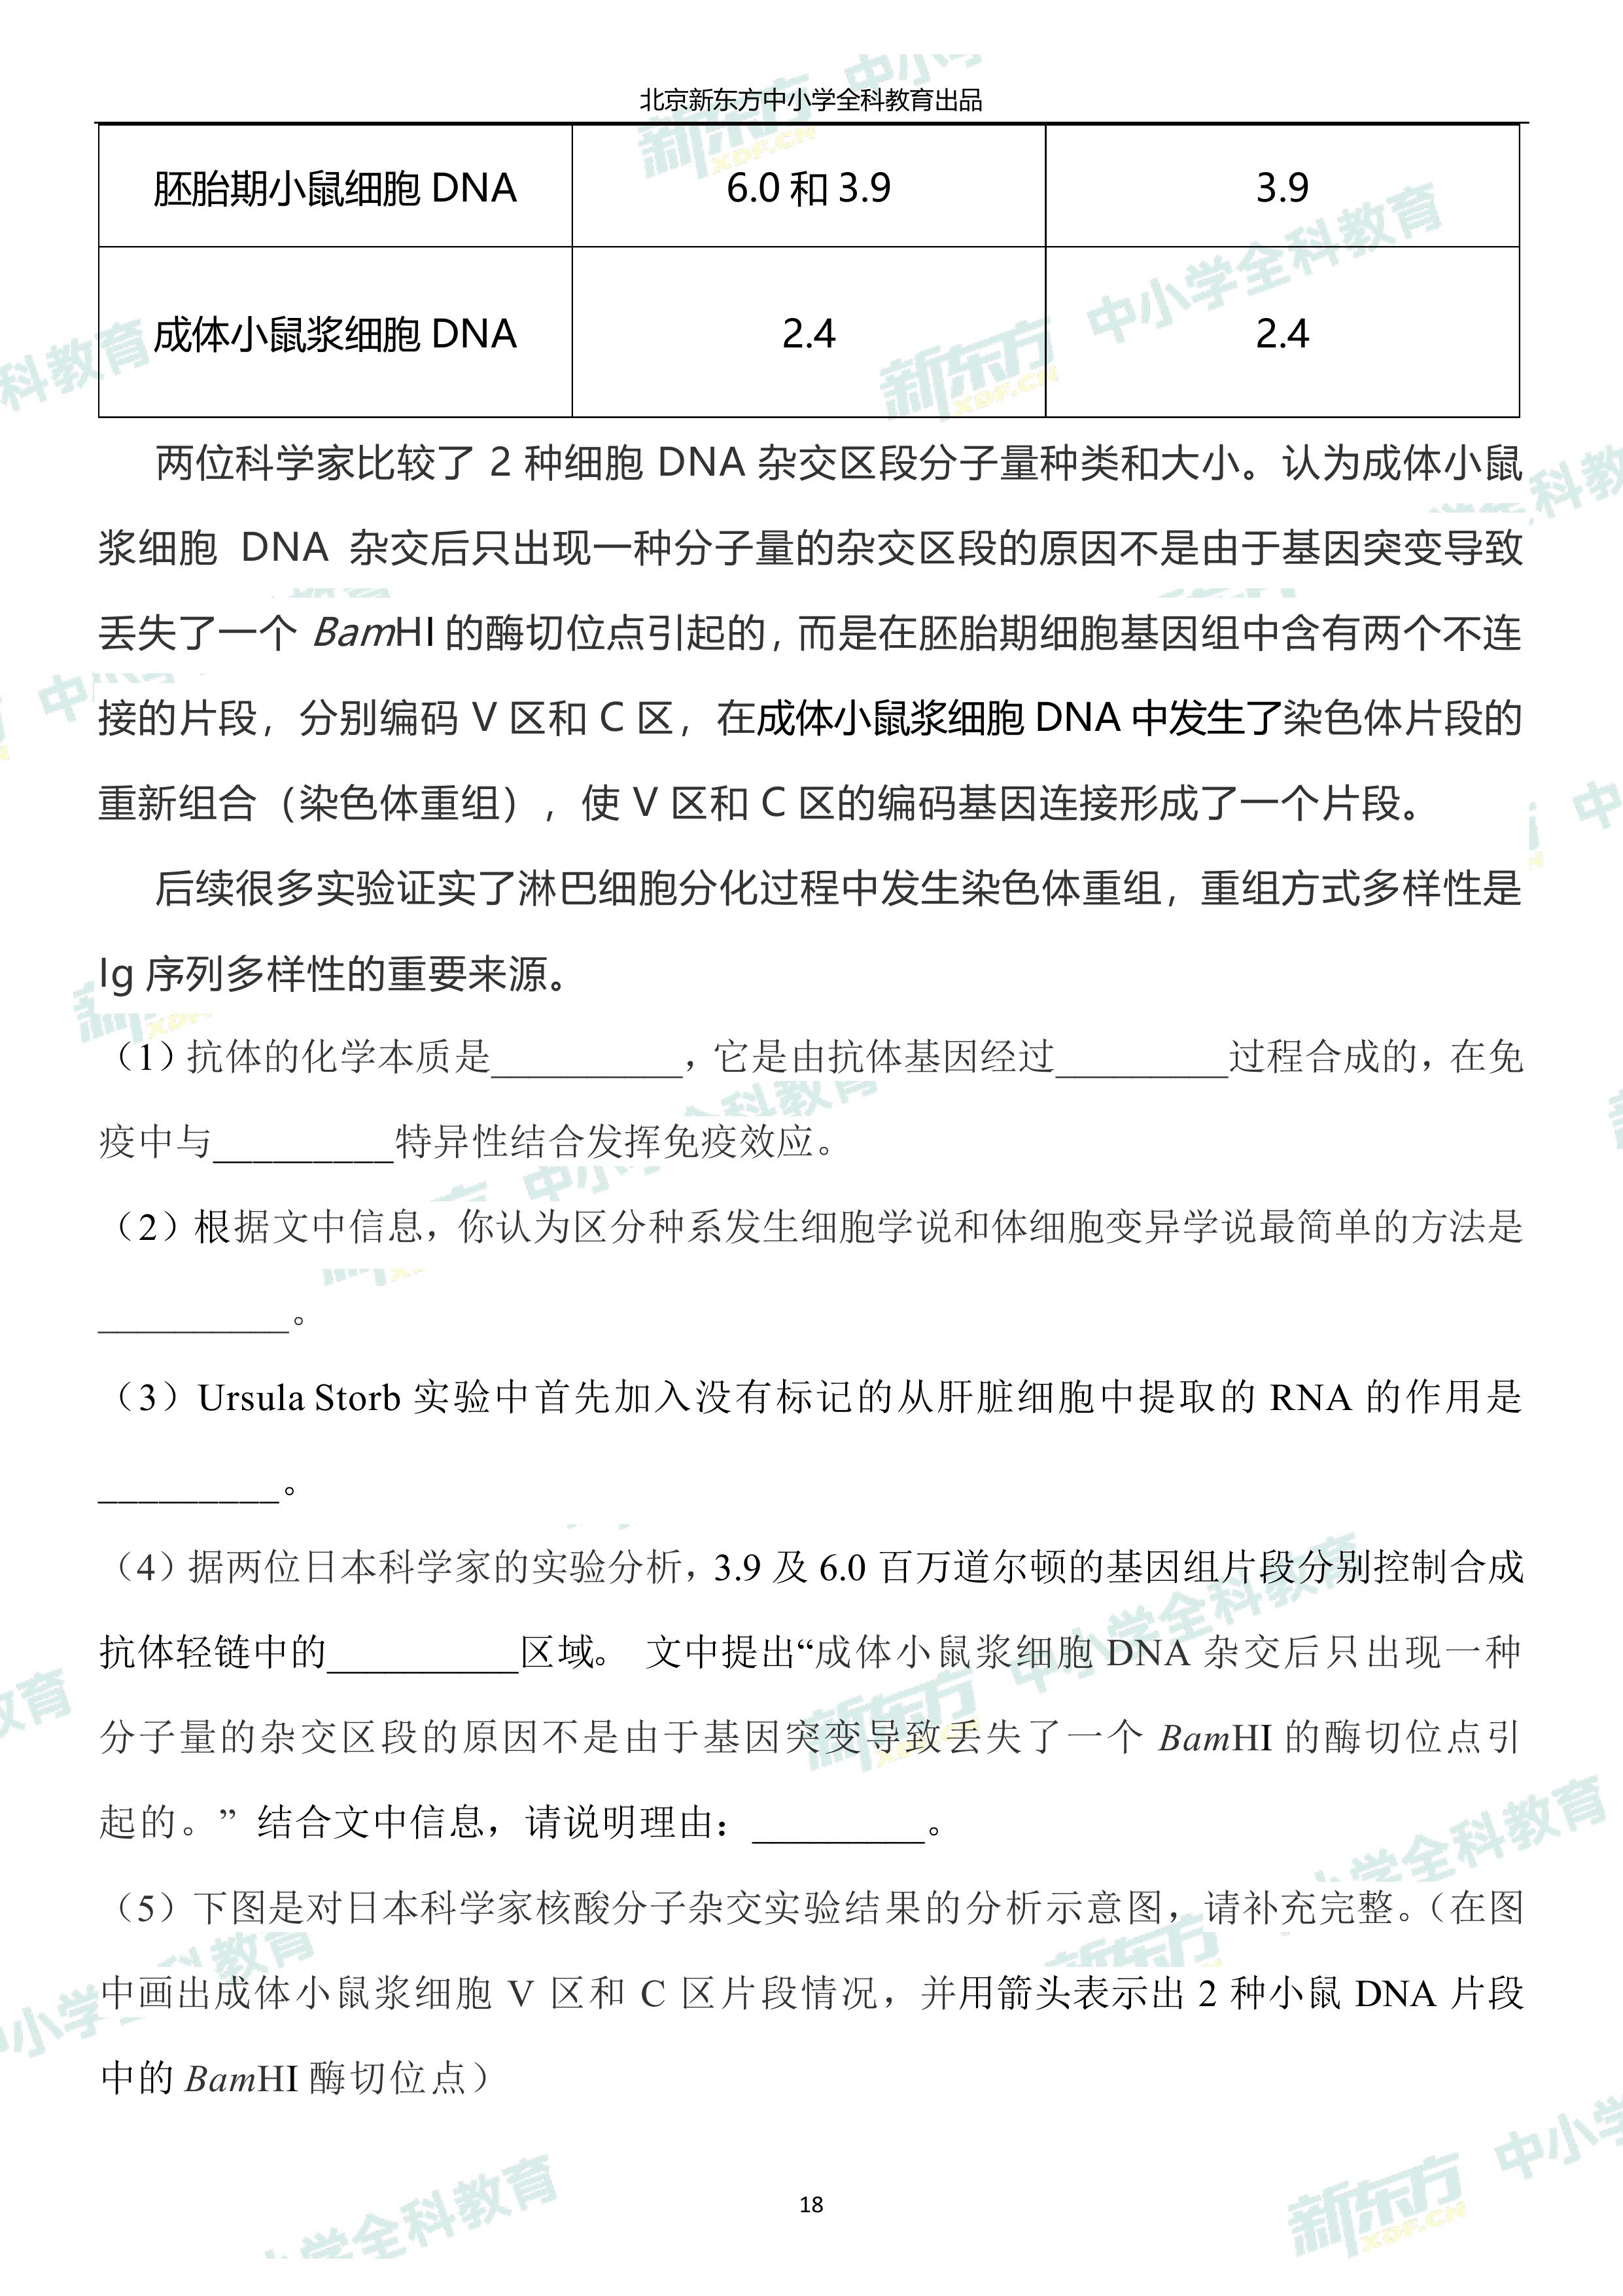 北京新东方中小学全科教育出品
胚胎期小鼠细胞 DNA 6.0 和 3.9 3.9
成体小鼠浆细胞 DNA 2.4 2.4
两位科学家比较了 2 种细胞 DNA 杂交区段分子量种类和大小。认为成体小鼠
浆细胞 DNA 杂交后只出现一种分子量的杂交区段的原因不是由于基因突变导致
丢失了一个 BamHI 的酶切位点引起的，而是在胚胎期细胞基因组中含有两个不连
接的片段，分别编码 V 区和 C 区，在成体小鼠浆细胞 DNA 中发生了染色体片段的
重新组合（染色体重组），使 V 区和 C 区的编码基因连接形成了一个片段。
后续很多实验证实了淋巴细胞分化过程中发生染色体重组，重组方式多样性是
Ig 序列多样性的重要来源。
（1）抗体的化学本质是__________，它是由抗体基因经过_________过程合成的，在免
疫中与_________特异性结合发挥免疫效应。
（2）根据文中信息，你认为区分种系发生细胞学说和体细胞变异学说最简单的方法是
__________。
（3）Ursula Storb 实验中首先加入没有标记的从肝脏细胞中提取的 RNA 的作用是
_________。
（4）据两位日本科学家的实验分析，3.9 及 6.0 百万道尔顿的基因组片段分别控制合成
抗体轻链中的__________区域。 文中提出“成体小鼠浆细胞 DNA 杂交后只出现一种
分子量的杂交区段的原因不是由于基因突变导致丢失了一个 BamHI 的酶切位点引
起的。” 结合文中信息，请说明理由：_________。
（5）下图是对日本科学家核酸分子杂交实验结果的分析示意图，请补充完整。（在图
中画出成体小鼠浆细胞 V 区和 C 区片段情况，并用箭头表示出 2 种小鼠 DNA 片段
中的 BamHI 酶切位点）
18